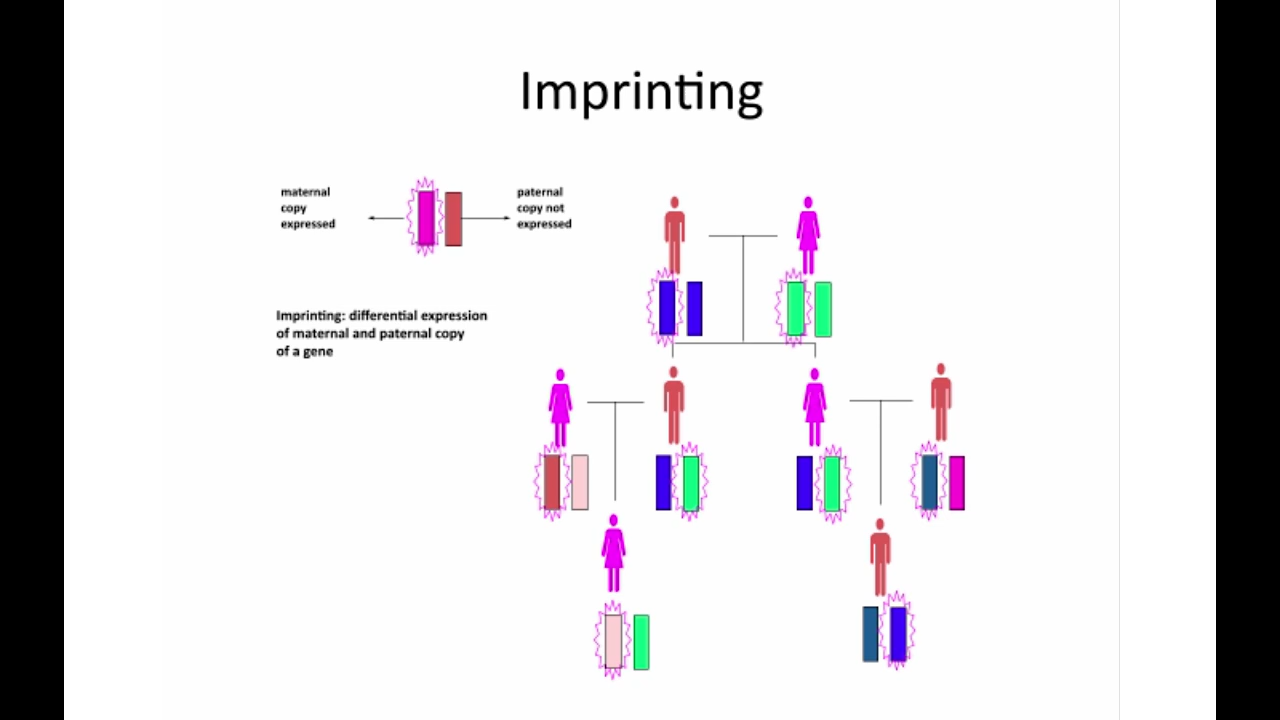 Imprinting
maternal
copy
expressed
paternal
copy not
expressed
Imprinting: differential expression
of maternal and paternal copy
of a gene